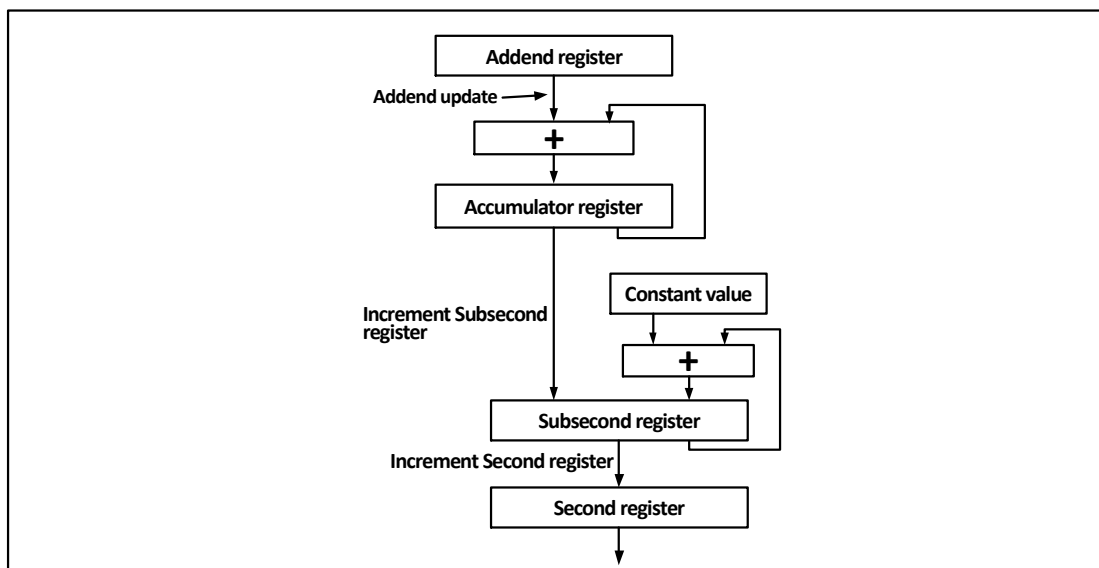 Addend register
Addend update
+
Accumulator register
Constant value
Increment Subsecond
register
+
Subsecond register
Increment Second register
Second register